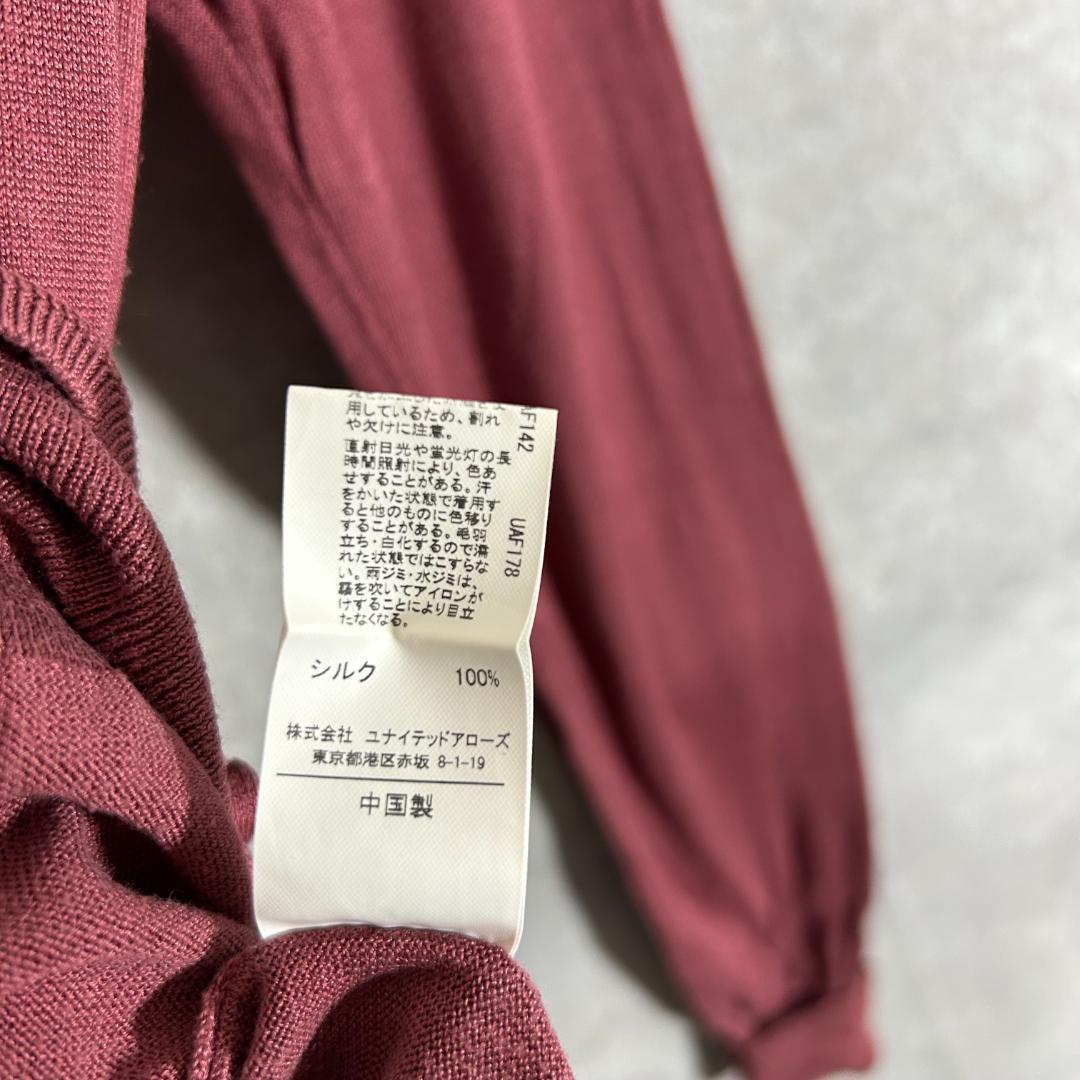 用しているため、割れ
や欠けに注意。
直射日光や蛍光灯の長
時間照射により、色あ
せすることがある。汗
をかいた状態で着用す
ると他のものに色移り
することがある。毛羽
立ち・白化するので濡
れた状態ではこすらな
い。雨ジミ・水ジミは、
霧を吹いてアイロンが
けすることにより目立
たなくなる。
AF142
UAF178
シルク 100%
株式会社 ユナイテッドアローズ
東京都港区赤坂 8-1-19
中国製